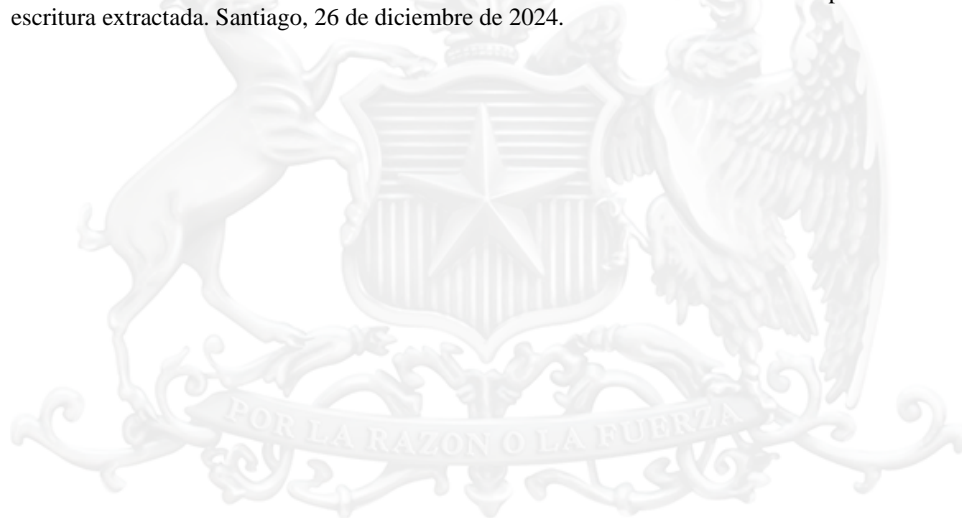 escritura extractada. Santiago, 26 de diciembre de 2024.
POR LA RAZON O LA FUERZA